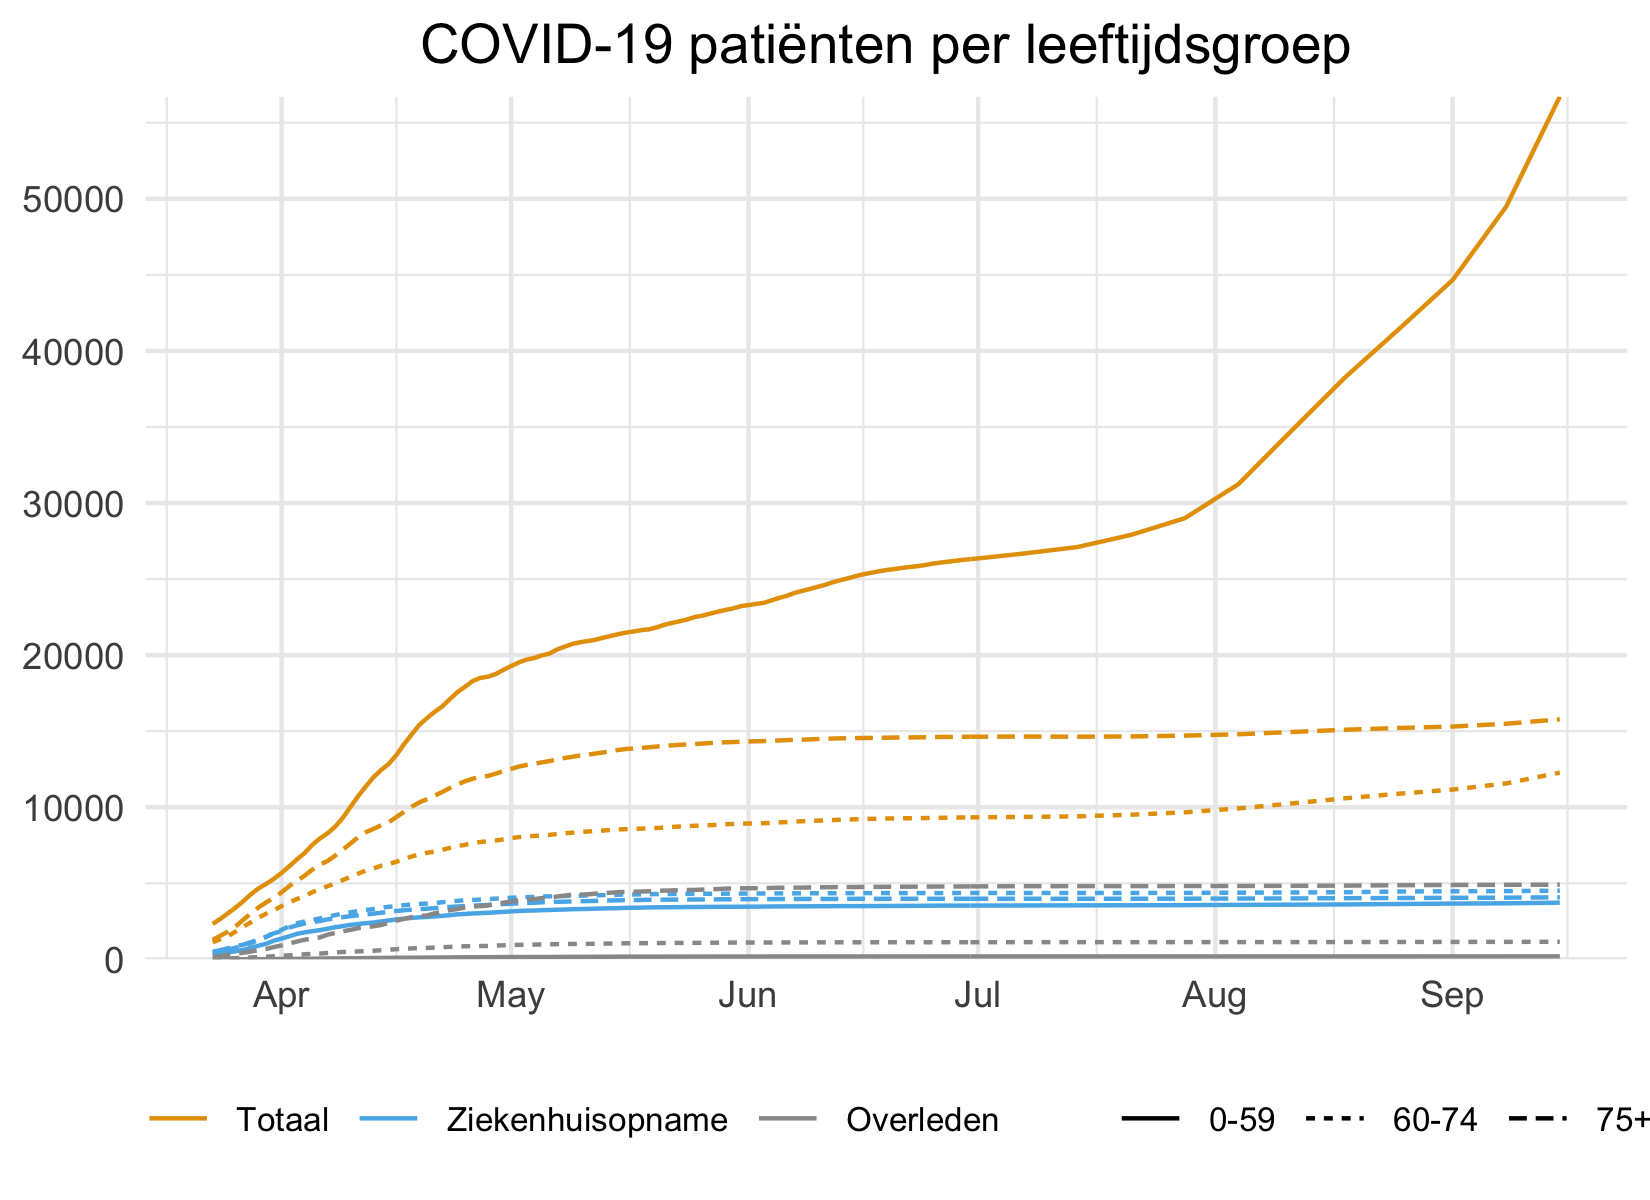 COVID-19 patiënten per leeftijdsgroep
50000
40000
30000
20000
10000
0
Apr May Jun Jul Aug Sep
Totaal Ziekenhuisopname Overleden 0-59 60-74 75+